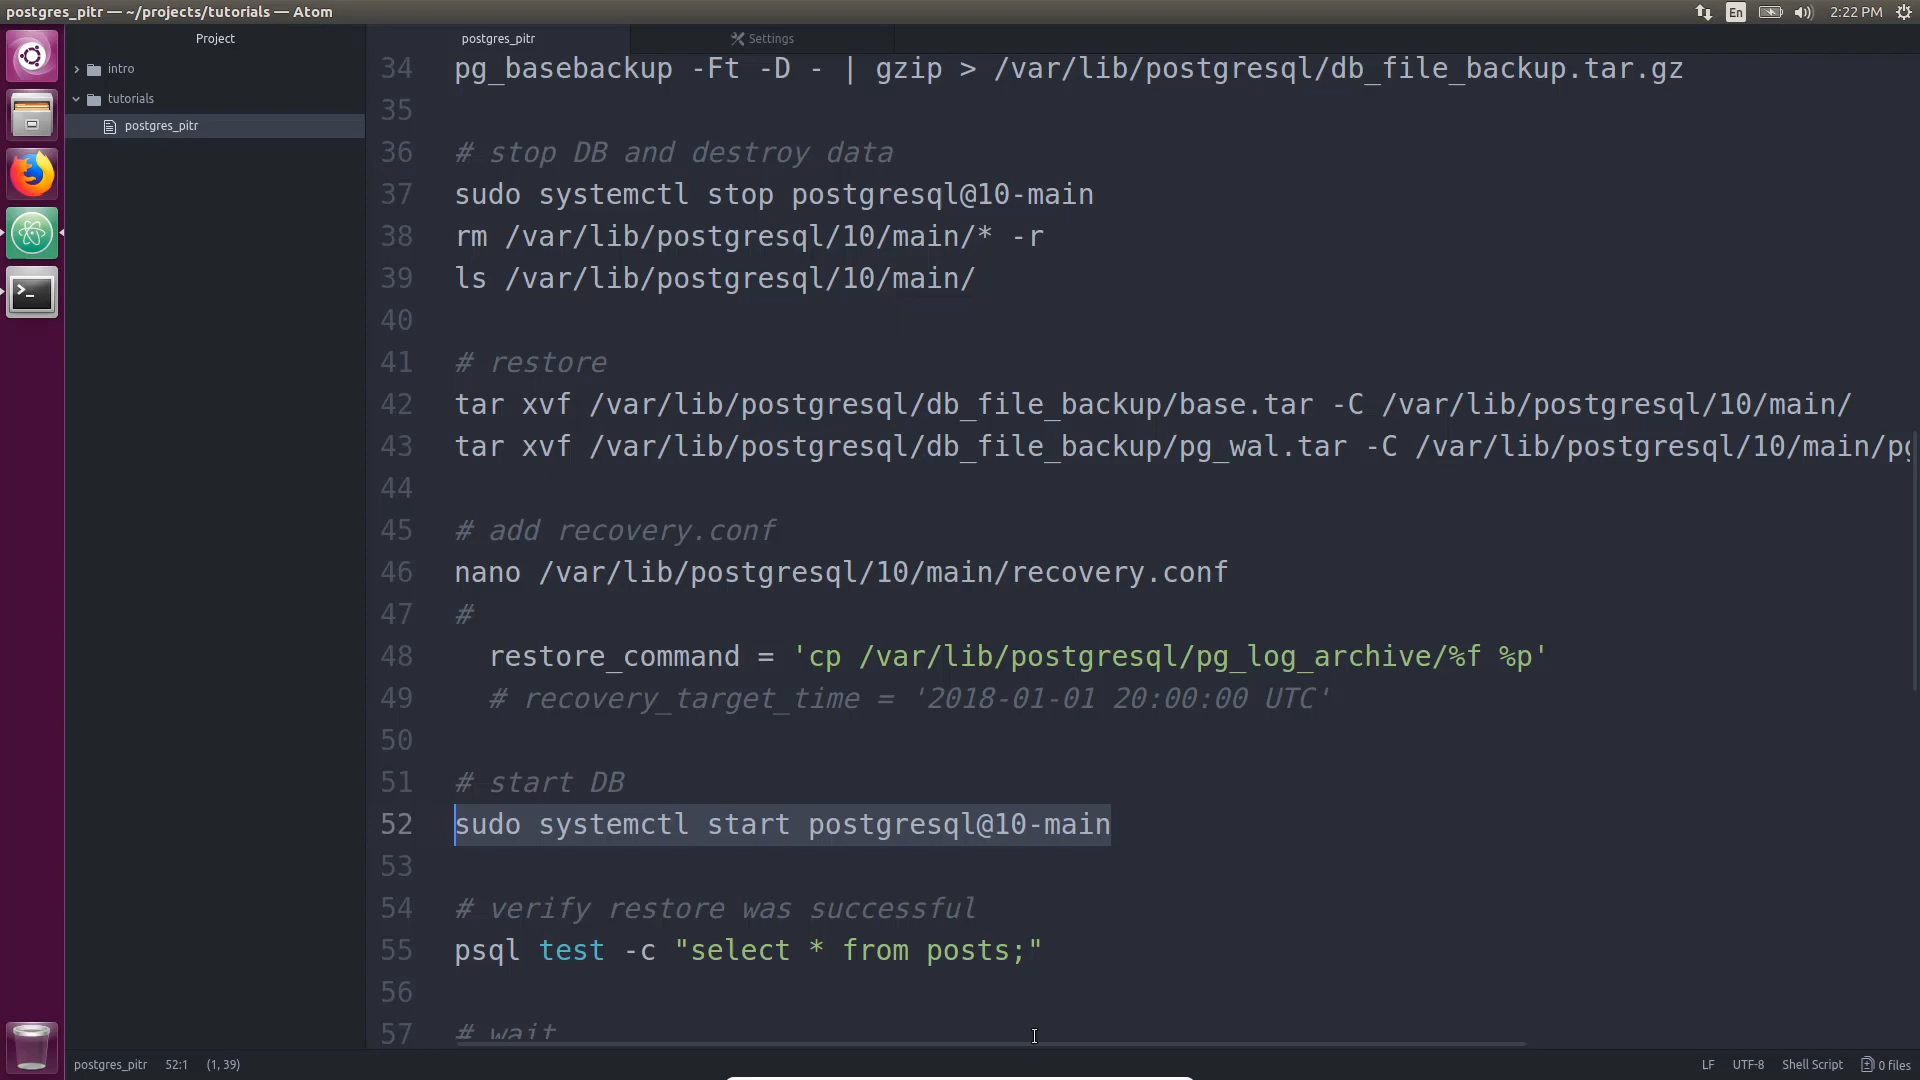 postgres_pitr — ~/projects/tutorials — Atom
En
2:22 PM
Project
postgres_pitr
Settings
intro
tutorials
postgres_pitr
34 pg_basebackup -Ft -D - | gzip > /var/lib/postgresql/db_file_backup.tar.gz
35
36 # stop DB and destroy data
37 sudo systemctl stop postgresql@10-main
38 rm /var/lib/postgresql/10/main/* -r
39 ls /var/lib/postgresql/10/main/
40
41 # restore
42 tar xvf /var/lib/postgresql/db_file_backup/base.tar -C /var/lib/postgresql/10/main/
43 tar xvf /var/lib/postgresql/db_file_backup/pg_wal.tar -C /var/lib/postgresql/10/main/pg
44
45 # add recovery.conf
46 nano /var/lib/postgresql/10/main/recovery.conf
47 #
48 restore_command = 'cp /var/lib/postgresql/pg_log_archive/%f %p'
49 # recovery_target_time = '2018-01-01 20:00:00 UTC'
50
51 # start DB
52 sudo systemctl start postgresql@10-main
53
54 # verify restore was successful
55 psql test -c "select * from posts;"
56
57 # wait
postgres_pitr 52:1 (1, 39)
LF UTF-8 Shell Script 0 files